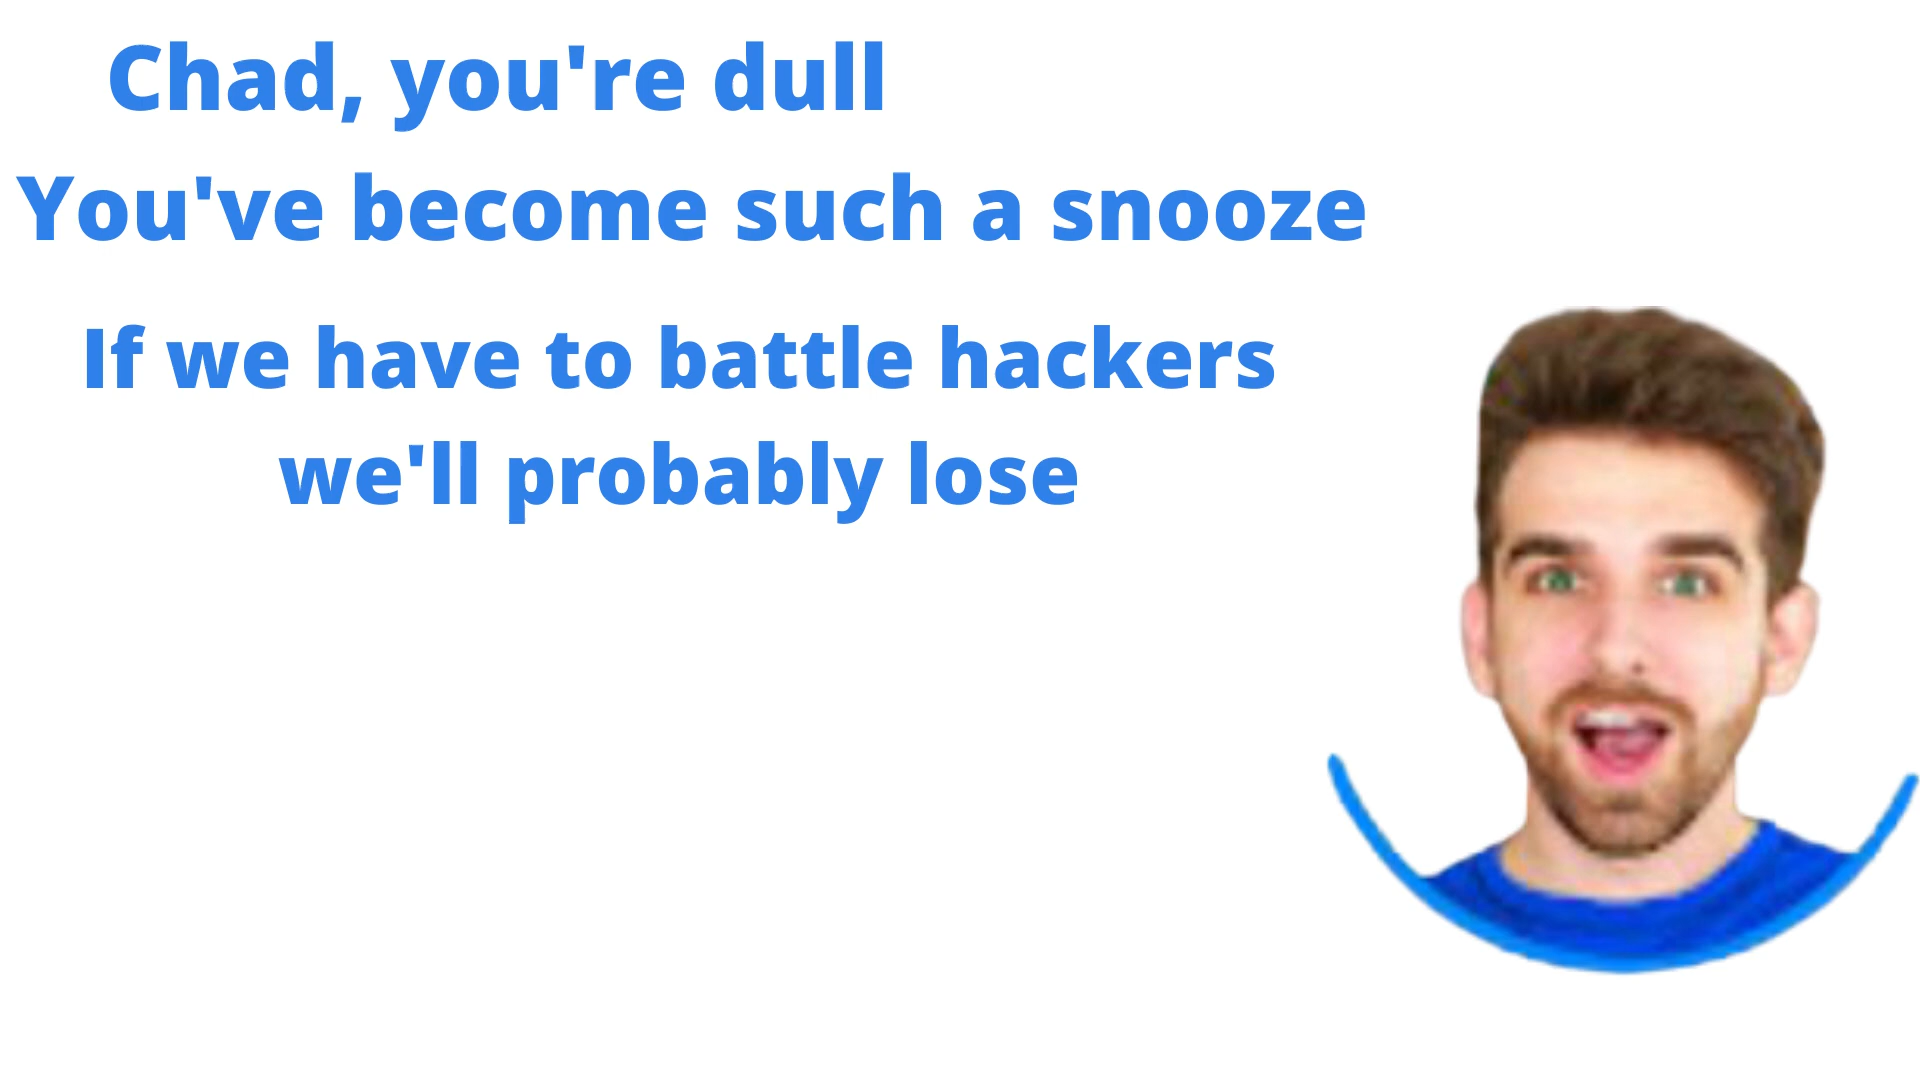 Chad, you're dull
You've become such a snooze
If we have to battle hackers
we'll probably lose